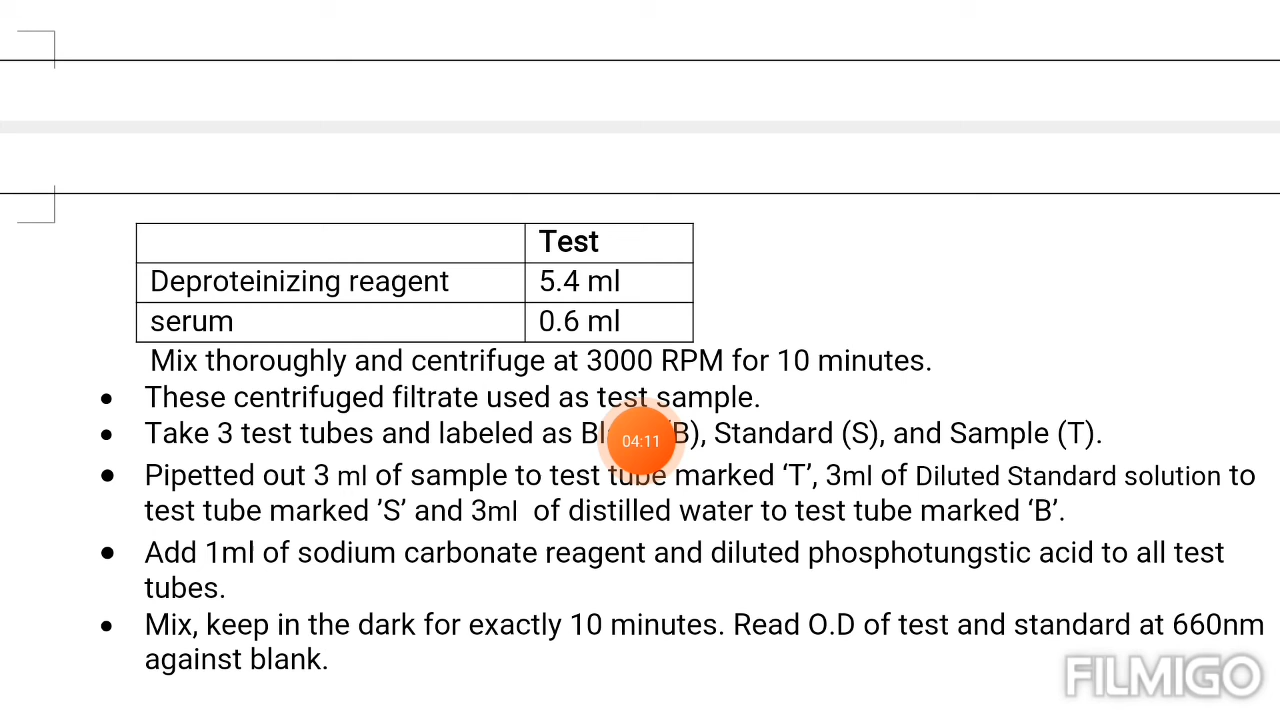 Test
Deproteinizing reagent 5.4 ml
serum 0.6 ml
Mix thoroughly and centrifuge at 3000 RPM for 10 minutes.
• These centrifuged filtrate used as test sample.
• Take 3 test tubes and labeled as B), Standard (S), and Sample (T).
04:11
• Pipetted out 3 ml of sample to test tube marked ‘T’, 3ml of Diluted Standard solution to
test tube marked ’S’ and 3ml of distilled water to test tube marked ‘B’.
• Add 1ml of sodium carbonate reagent and diluted phosphotungstic acid to all test
tubes.
• Mix, keep in the dark for exactly 10 minutes. Read O.D of test and standard at 660nm
against blank.
FILMIGO